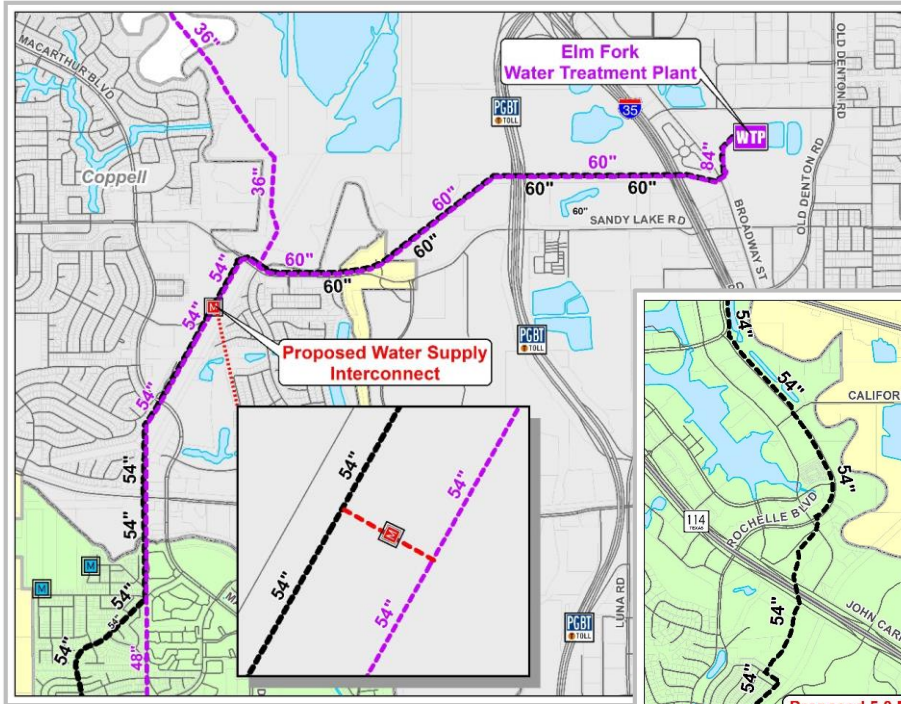 36"
MACARTHUR BLVD
Coppell
36"
Elm Fork
Water Treatment Plant
PGBT
TOLL
35
WTP
84"
OLD DENTON RD
OLD DENTON RD
BROADWAY ST
60"
60"
60"
60"
60"
60"
SANDY LAKE RD
60"
60"
54"
54"
M
Proposed Water Supply
Interconnect
PGBT
TOLL
54"
54"
54"
M
M
54"
54"
54"
48"
54"
54"
M
54"
54"
LUNA RD
PGBT
TOLL
54"
54"
CALIFOR
54"
ROCHELLE BLVD
114
TEXAS
54"
JOHN CAR
54"